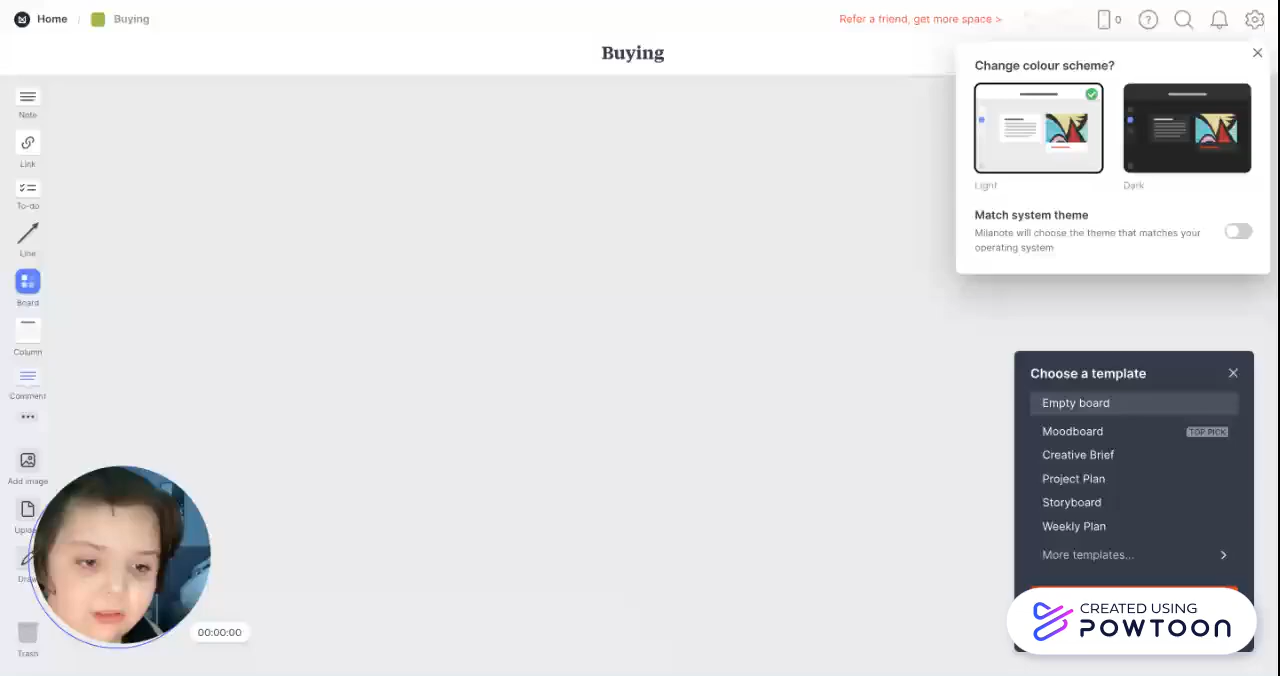 Home / Buying
Refer a friend, get more space >
0
Buying
Change colour scheme?
Light
Dark
Match system theme
Milanote will choose the theme that matches your
operating system
Note
Link
To-do
Line
Board
Column
Comment
Add image
Uploa
Draw
Trash
00:00:00
Choose a template
Empty board
Moodboard
TOP PICK
Creative Brief
Project Plan
Storyboard
Weekly Plan
More templates...
CREATED USING
POWTOON